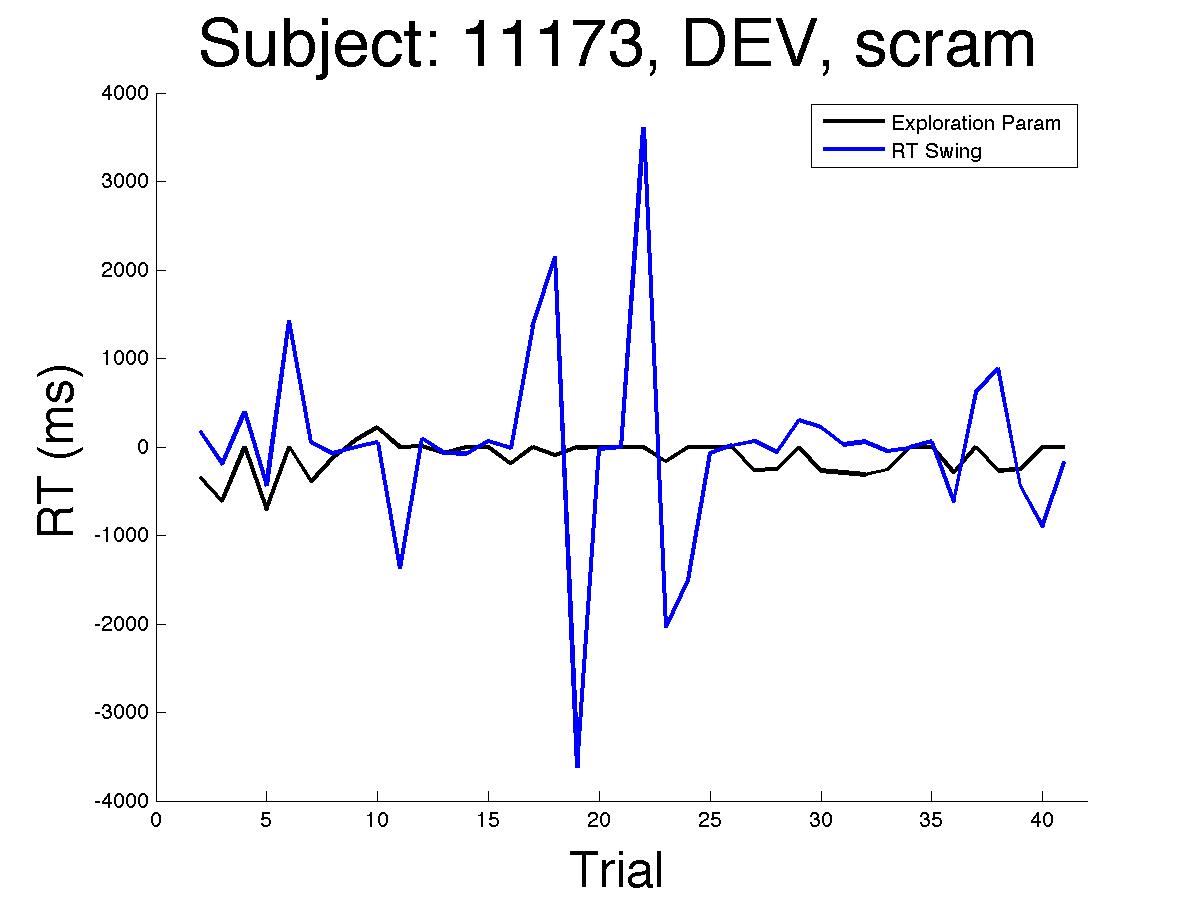 Subject: 11173, DEV, scram
Exploration Param
RT Swing
RT (ms)
4000
3000
2000
1000
0
-1000
-2000
-3000
-4000
0 5 10 15 20 25 30 35 40
Trial